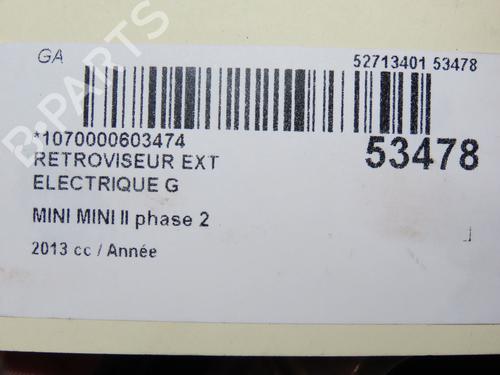 GA
52713401 53478
*1070000603474
53478
RETROVISEUR EXT
ELECTRIQUE G
MINI MINI II phase 2
2013 cc / Année
B-PARTS